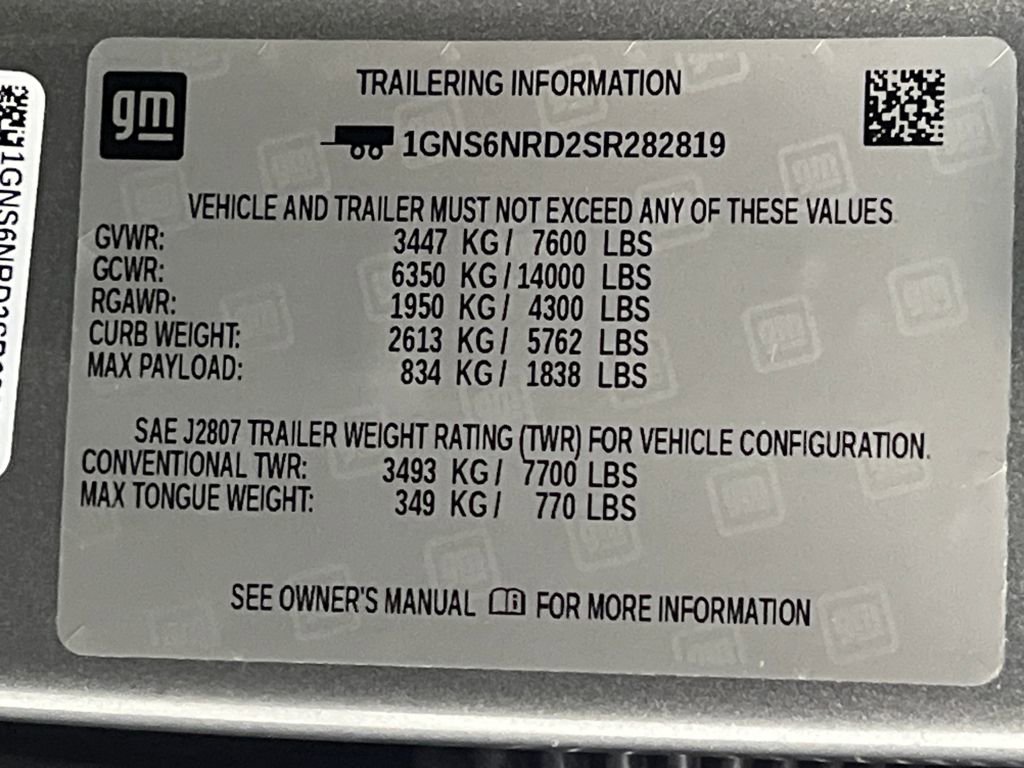 gm
TRAILERING INFORMATION
1GNS6NRD2SR282819
VEHICLE AND TRAILER MUST NOT EXCEED ANY OF THESE VALUES
GVWR: 3447 KG/ 7600 LBS
GCWR: 6350 KG/14000 LBS
RGAWR: 1950 KG/ 4300 LBS
CURB WEIGHT: 2613 KG/ 5762 LBS
MAX PAYLOAD: 834 KG/ 1838 LBS
SAE J2807 TRAILER WEIGHT RATING (TWR) FOR VEHICLE CONFIGURATION.
CONVENTIONAL TWR: 3493 KG/ 7700 LBS
MAX TONGUE WEIGHT: 349 KG/ 770 LBS
SEE OWNER'S MANUAL FOR MORE INFORMATION